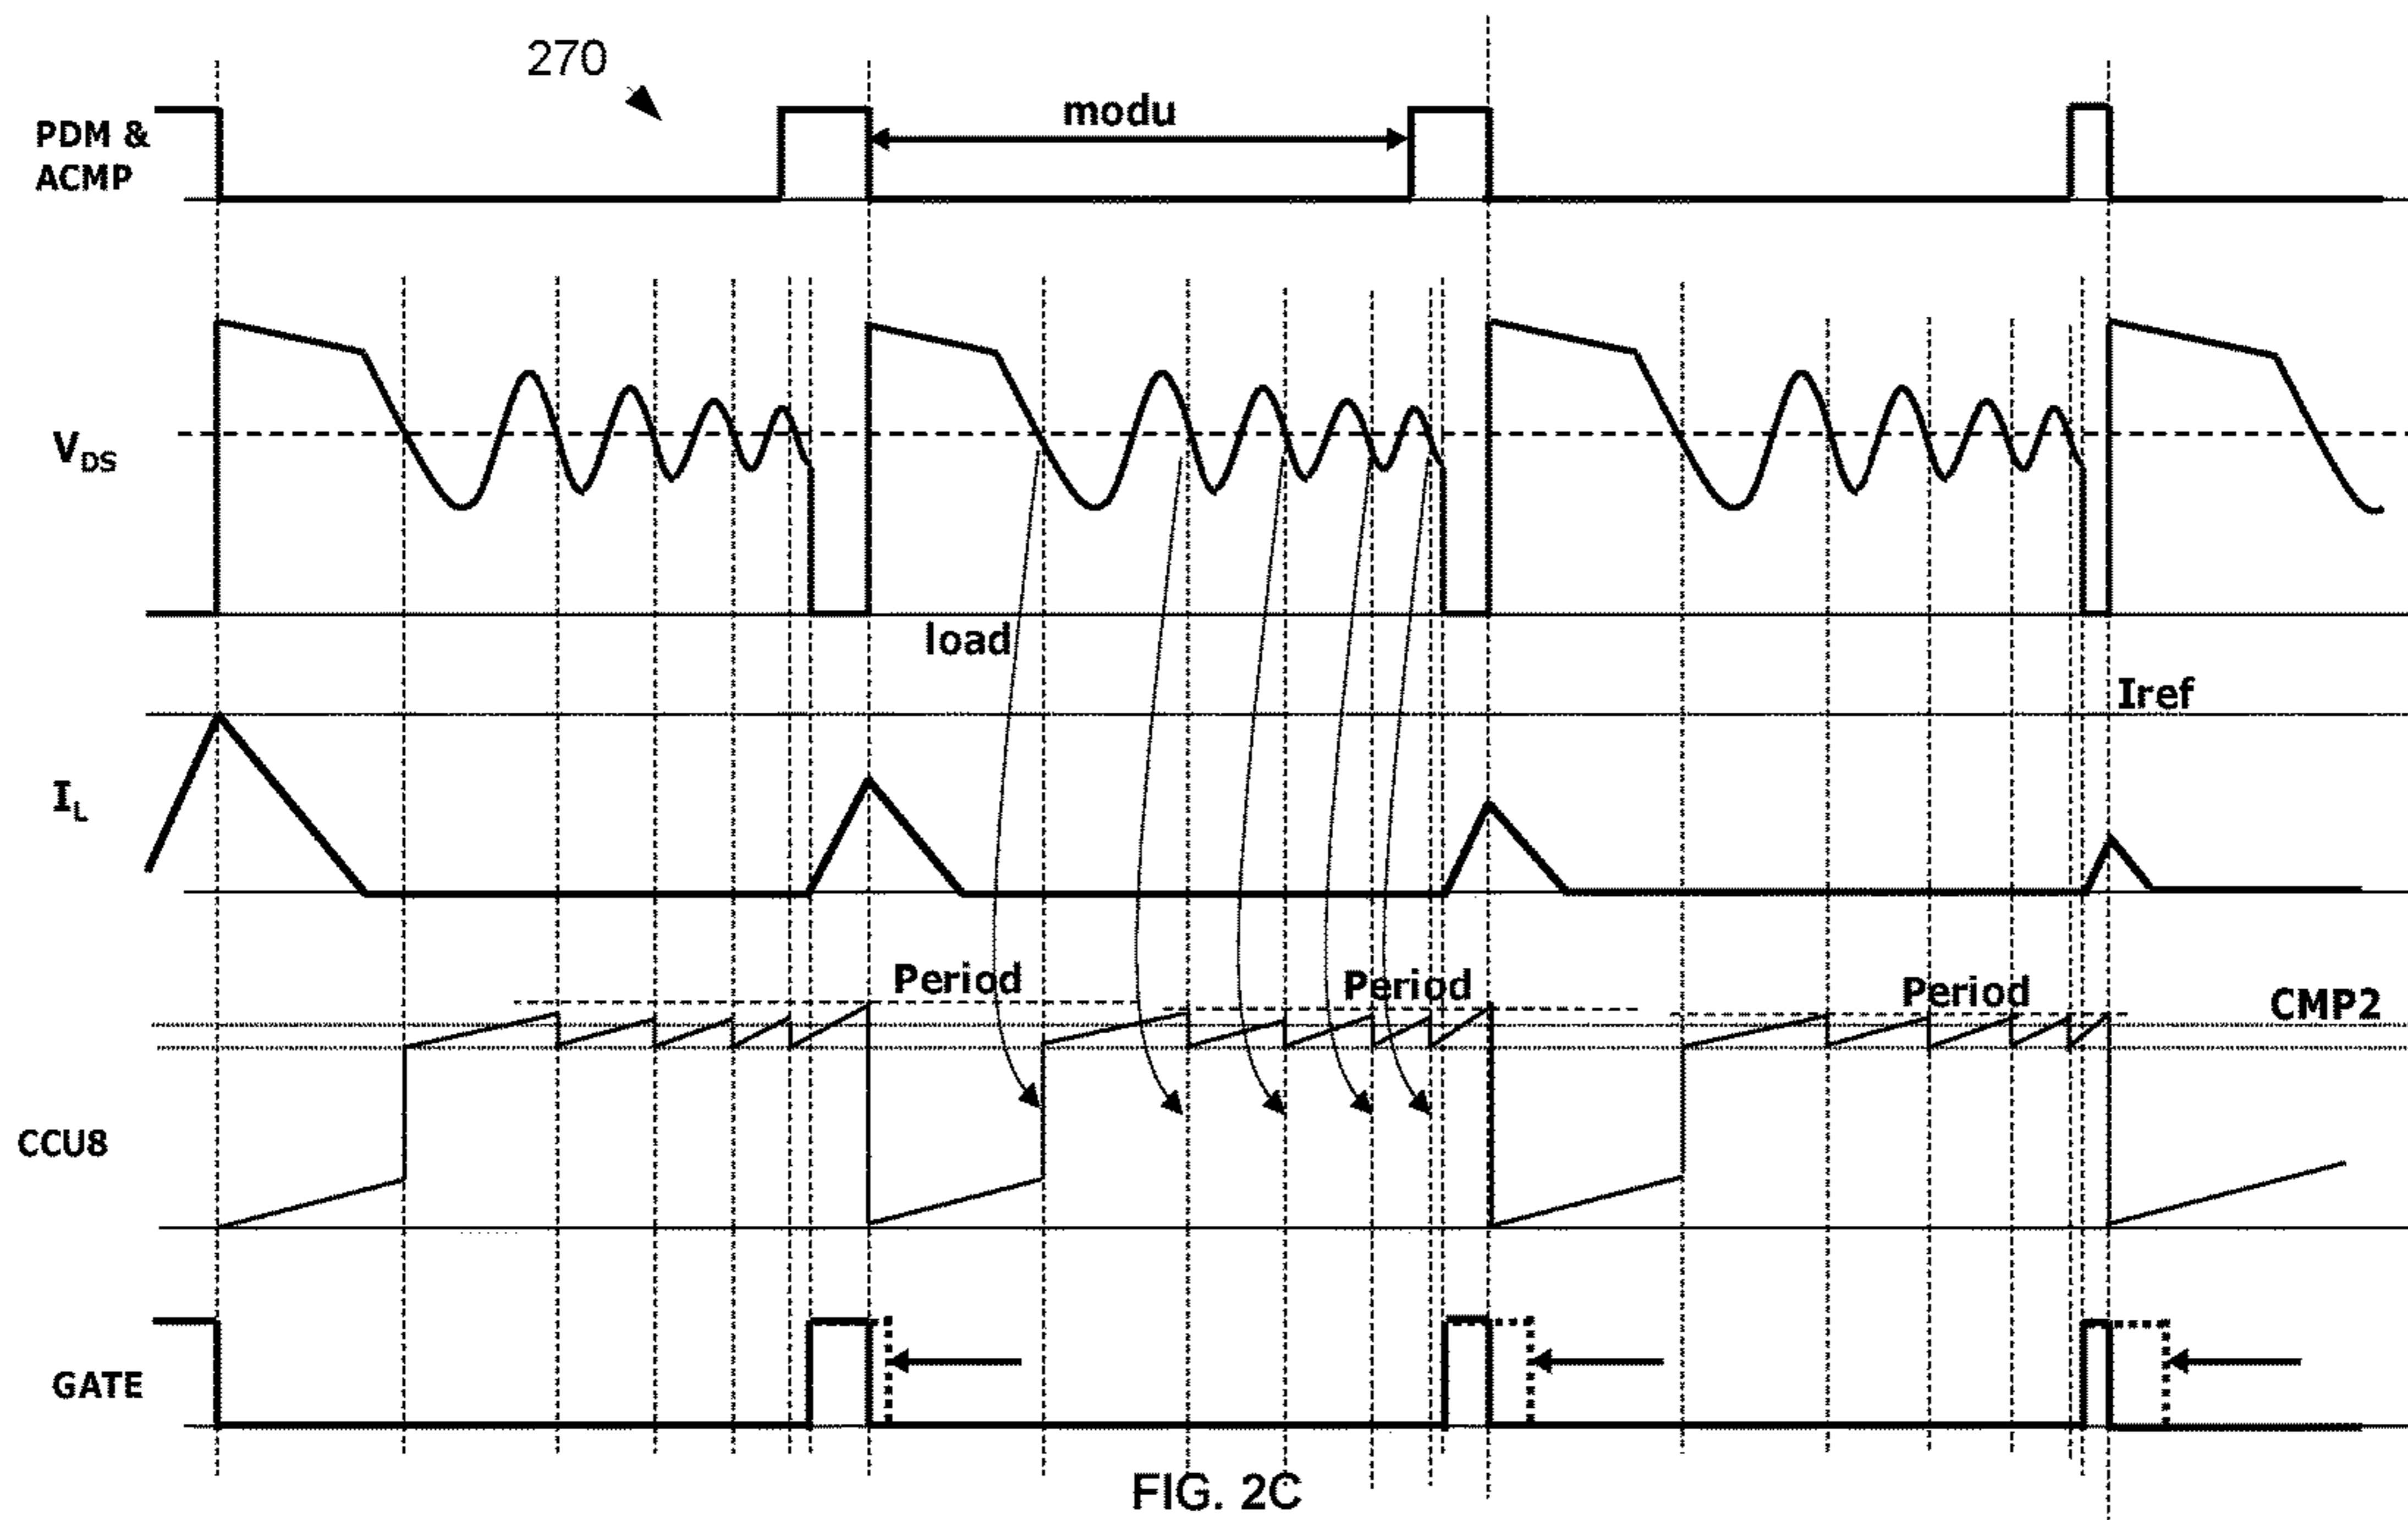 270
modu
PDM &
ACMP
VDS
load
Iref
IL
Period
Period
Period
CMP2
CCU8
GATE
FIG. 2C